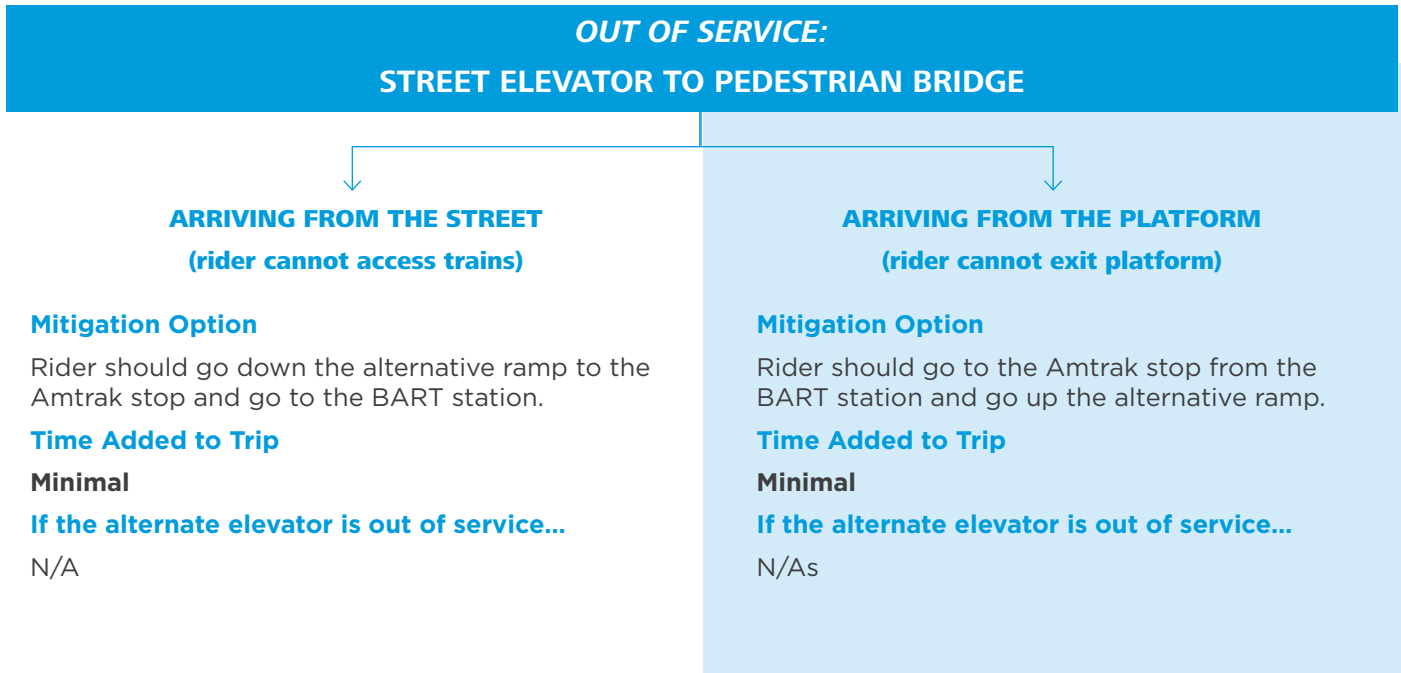 OUT OF SERVICE:
STREET ELEVATOR TO PEDESTRIAN BRIDGE
ARRIVING FROM THE STREET
(rider cannot access trains)
Mitigation Option
Rider should go down the alternative ramp to the
Amtrak stop and go to the BART station.
Time Added to Trip
Minimal
If the alternate elevator is out of service...
N/A
ARRIVING FROM THE PLATFORM
(rider cannot exit platform)
Mitigation Option
Rider should go to the Amtrak stop from the
BART station and go up the alternative ramp.
Time Added to Trip
Minimal
If the alternate elevator is out of service...
N/As